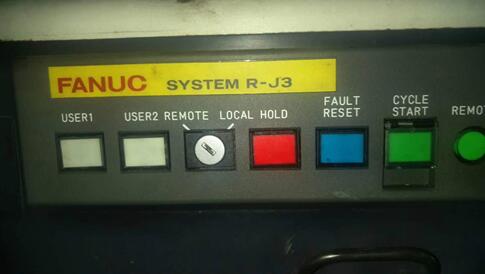 FANUC SYSTEM R-J3
USER1 USER2 REMOTE LOCAL HOLD FAULT RESET CYCLE START